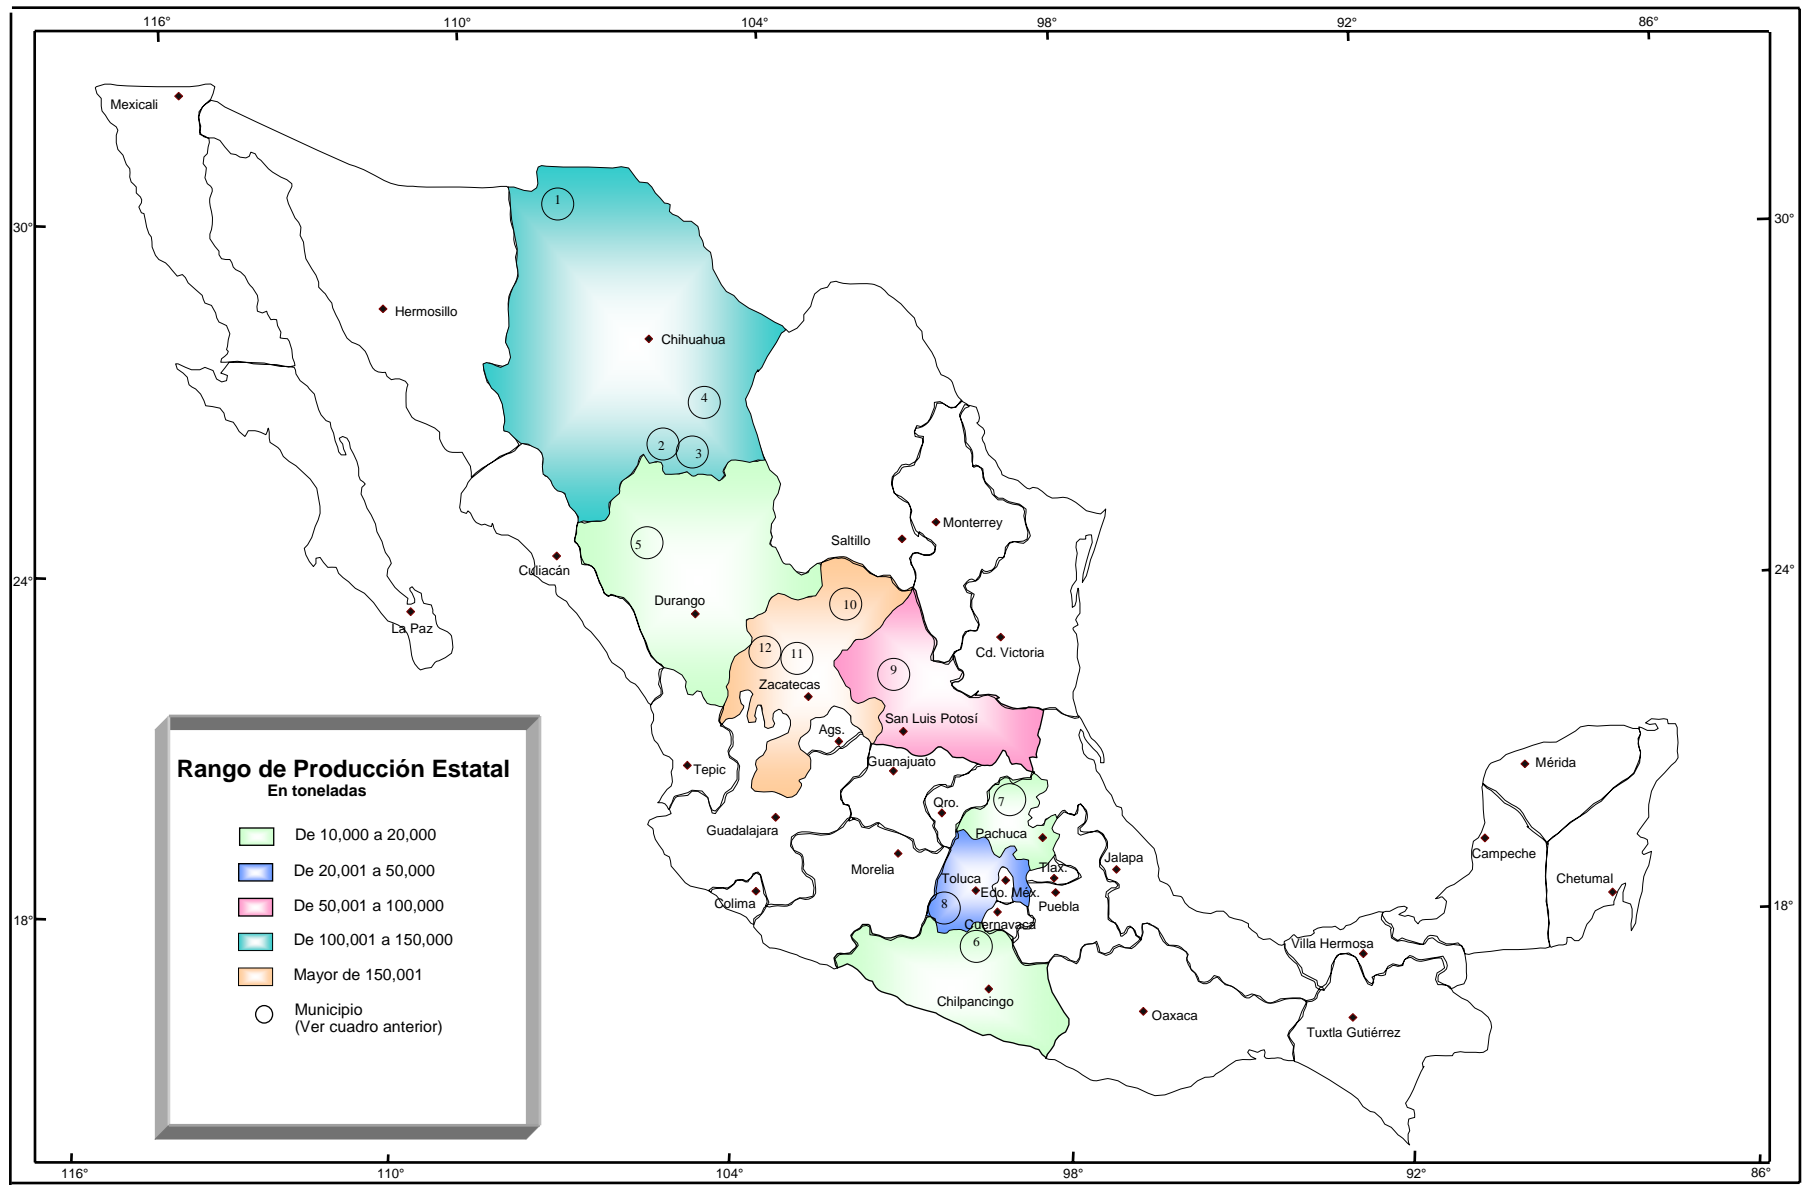 116°
110°
104°
98°
92°
86°
Mexicali
1
30°
30°
Hermosillo
Chihuahua
4
2
3
Monterrey
Saltillo
5
Culiacán
24°
24°
Durango
10
La Paz
12
11
Cd. Victoria
9
Zacatecas
San Luis Potosí
Ags.
Guanajuato
Tepic
Mérida
Rango de Producción Estatal
En toneladas
De 10,000 a 20,000
De 20,001 a 50,000
De 50,001 a 100,000
De 100,001 a 150,000
Mayor de 150,001
Municipio
(Ver cuadro anterior)
Qro.
7
Guadalajara
Pachuca
Campeche
Morelia
Jalapa
Tlax.
Toluca
Edo. Méx.
Chetumal
Colima
8
Puebla
18°
18°
Cuernavaca
6
Villa Hermosa
Chilpancingo
Oaxaca
Tuxtla Gutiérrez
116°
110°
104°
98°
92°
86°